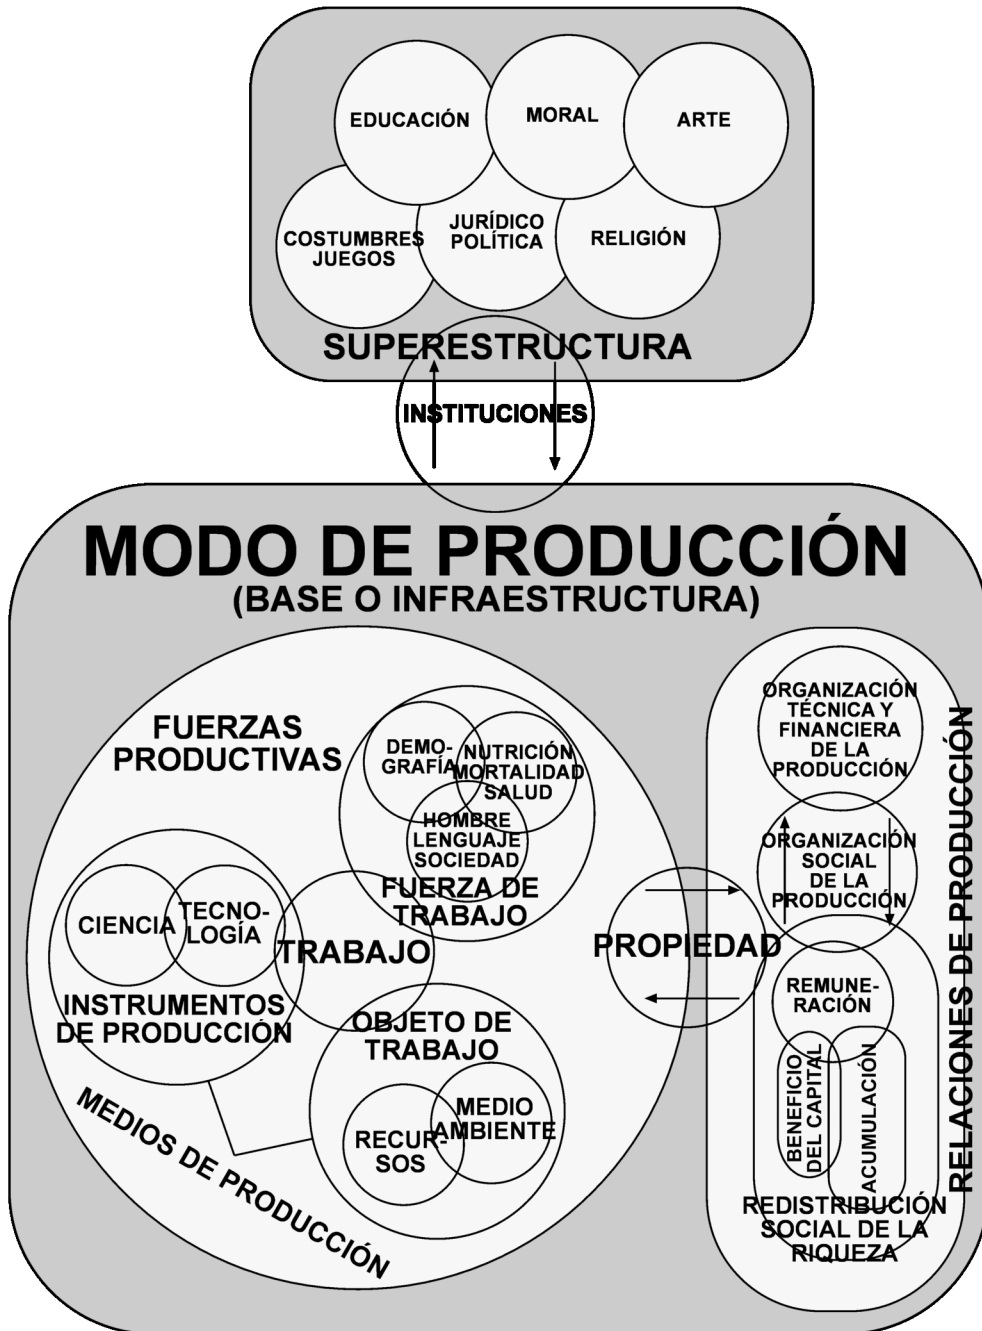 EDUCACIÓN
MORAL
ARTE
COSTUMBRES
JUEGOS
JURÍDICO
POLÍTICA
RELIGIÓN
SUPERESTRUCTURA
INSTITUCIONES
MODO DE PRODUCCIÓN
(BASE O INFRAESTRUCTURA)
FUERZAS
PRODUCTIVAS
DEMO-
GRAFÍA
NUTRICIÓN
MORTALIDAD
SALUD
HOMBRE
LENGUAJE
SOCIEDAD
FUERZA DE
TRABAJO
CIENCIA
TECNO-
LOGÍA
INSTRUMENTOS
DE PRODUCCIÓN
TRABAJO
OBJETO DE
TRABAJO
RECUR-
SOS
MEDIO
AMBIENTE
MEDIOS DE PRODUCCIÓN
PROPIEDAD
ORGANIZACIÓN
TÉCNICA Y
FINANCIERA
DE LA
PRODUCCIÓN
ORGANIZACIÓN
SOCIAL
DE LA
PRODUCCIÓN
REMUNE-
RACIÓN
BENEFICIO
DEL CAPITAL
ACUMULACIÓN
REDISTRIBUCIÓN
SOCIAL DE LA
RIQUEZA
RELACIONES DE PRODUCCIÓN